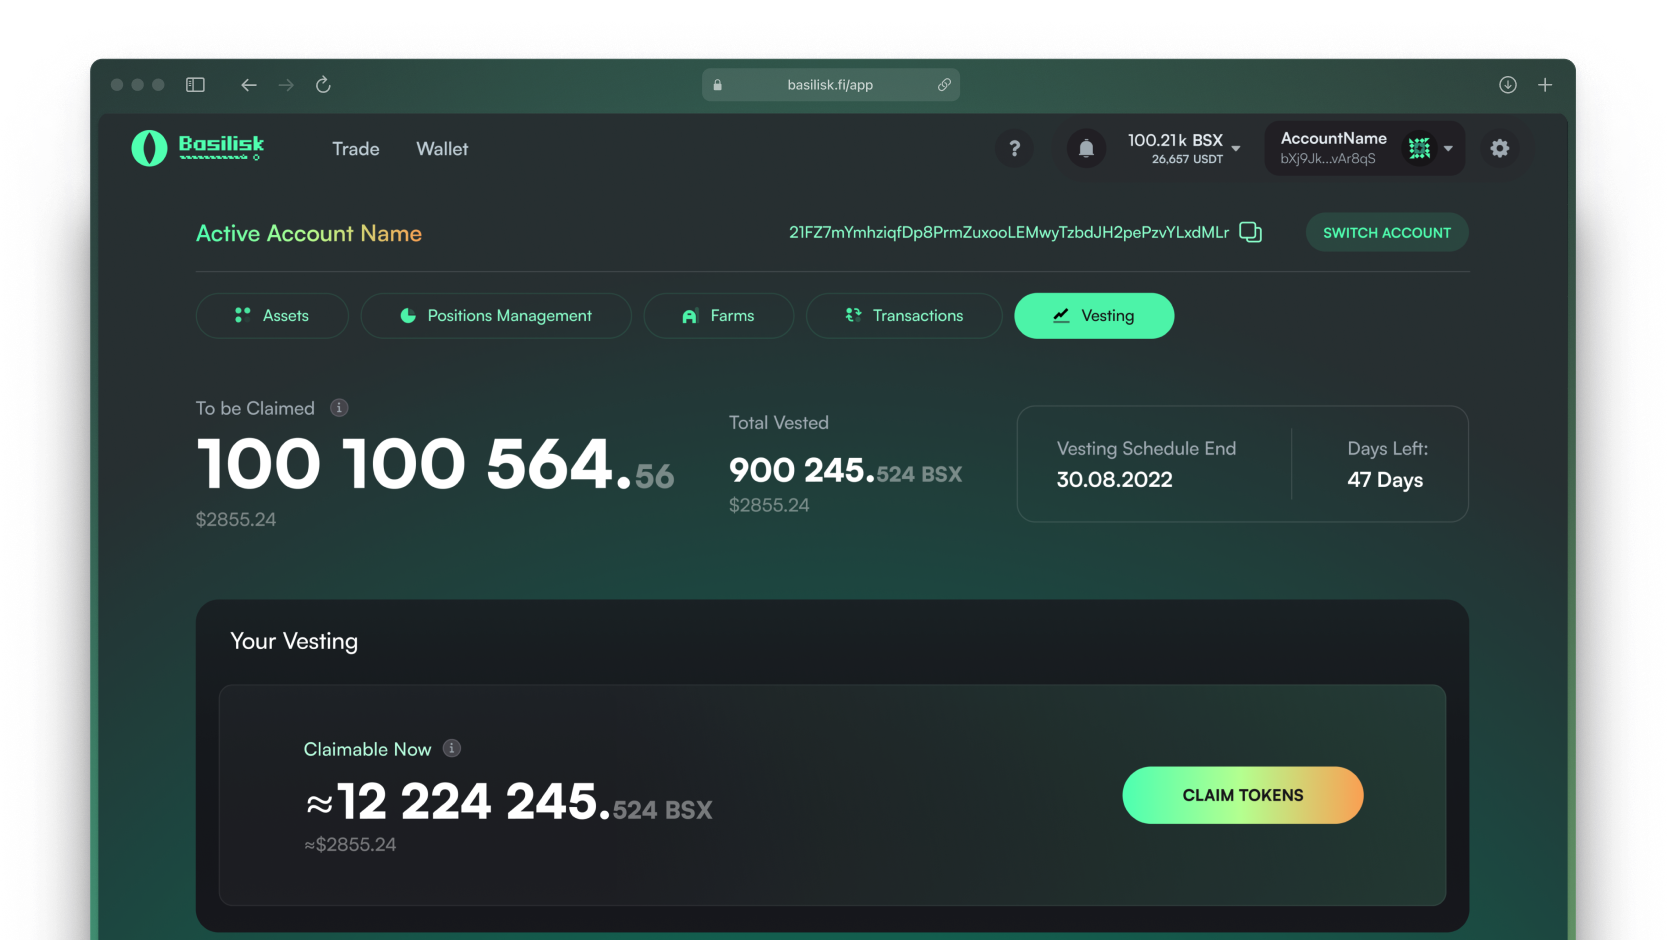 basilisk.fi/app
Basilisk
Trade
Wallet
?
100.21k BSX
26,657 USDT
AccountName
bXj9Jk...vAr8qS
Active Account Name
21FZ7mYmhziqfDp8PrmZuxooLEMwyTzbdJH2pePzvYLxdMLr
SWITCH ACCOUNT
Assets
Positions Management
Farms
Transactions
Vesting
To be Claimed i
100 100 564.56
$2855.24
Total Vested
900 245.524 BSX
$2855.24
Vesting Schedule End
30.08.2022
Days Left:
47 Days
Your Vesting
Claimable Now i
≈12 224 245.524 BSX
≈$2855.24
CLAIM TOKENS